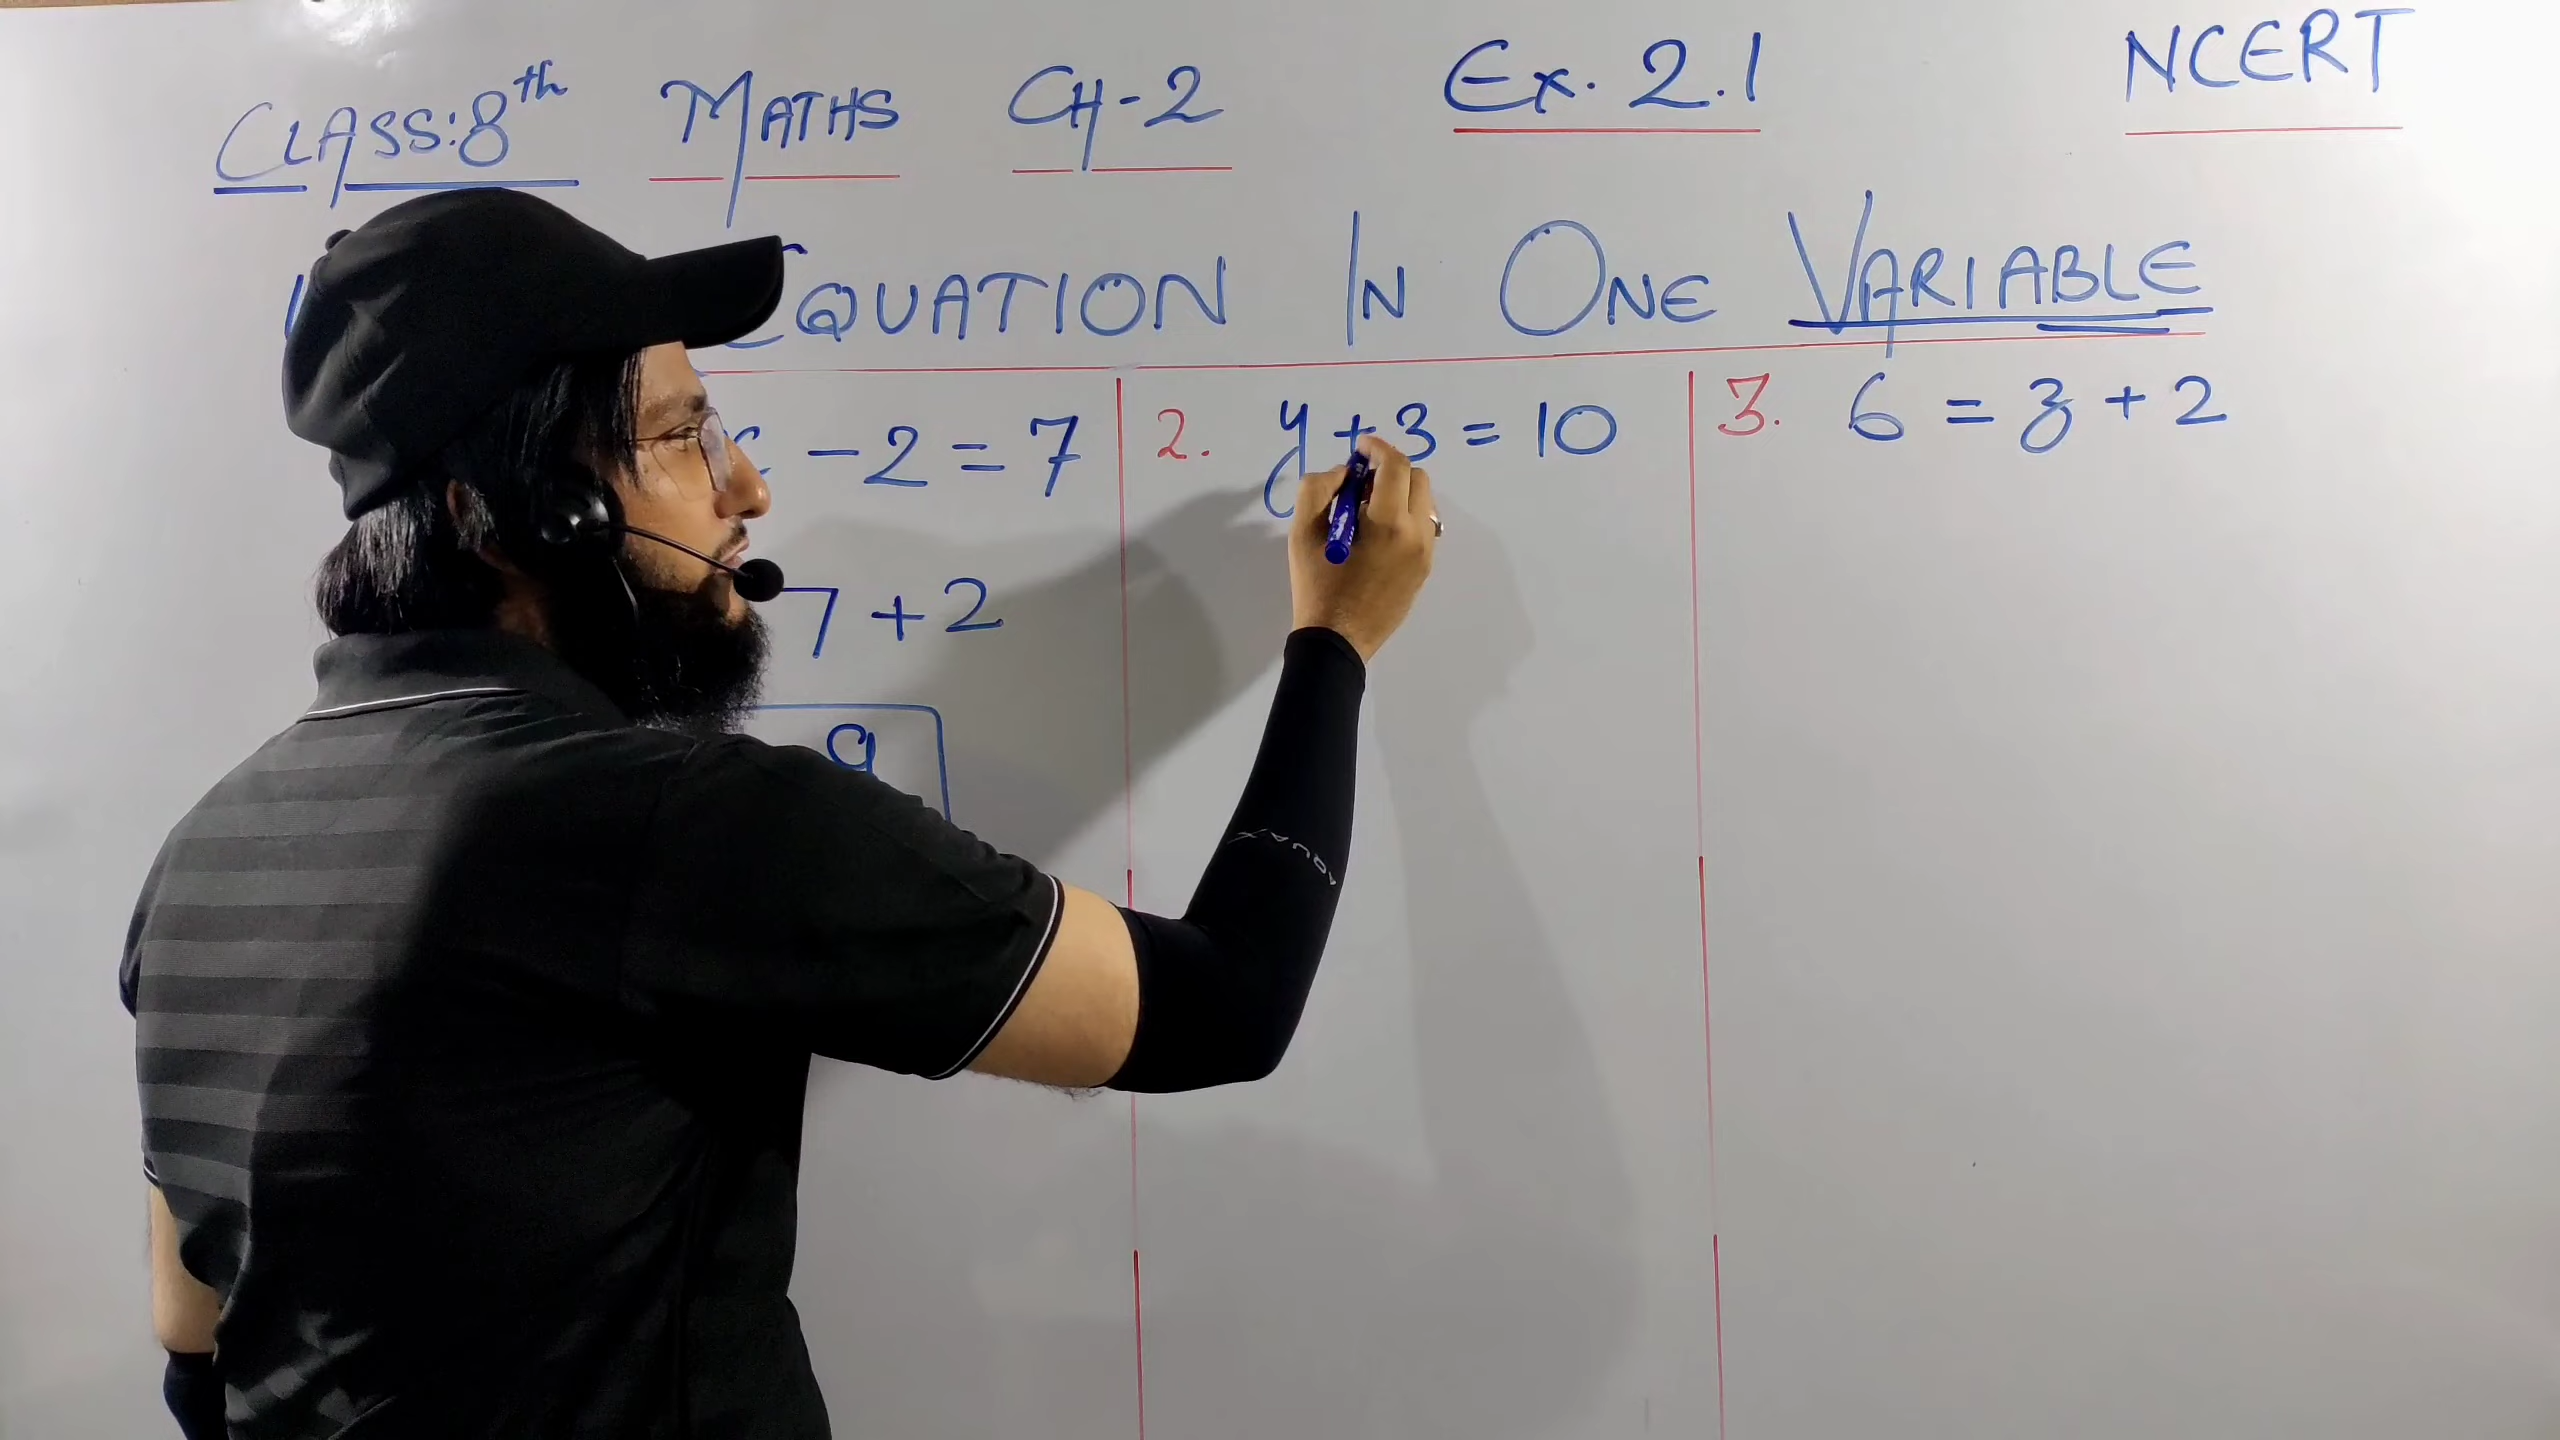 CLASS: 8th MATHS CH-2 Ex. 2.1 NCERT
EQUATION IN ONE VARIABLE
- 2 = 7
7 + 2
9
2. y + 3 = 10
3. 6 = z + 2
AQUAX